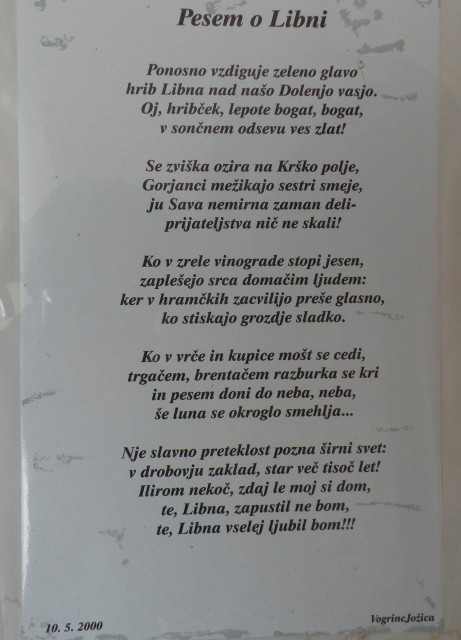 Pesem o Libni
Ponosno vzdiguje zeleno glavo
hrib Libna nad našo Dolenjo vasjo.
Oj, hribček, lepote bogat, bogat,
v sončnem odsevu ves zlat!
Se zviška ozira na Krško polje,
Gorjanci mežikajo sestri smeje,
ju Sava nemirna zaman deli-
prijateljstva nič ne skali!
Ko v zrele vinograde stopi jesen,
zaplešejo srca domačim ljudem:
ker v hramčkih zacvilijo preše glasno,
ko stiskajo grozdje sladko.
Ko v vrče in kupice mošt se cedi,
trgačem, brentačem razburka se kri
in pesem doni do neba, neba,
še luna se okroglo smehlja...
Nje slavno preteklost pozna širni svet:
v drobovju zaklad, star več tisoč let!
Ilirom nekoč, zdaj le moj si dom,
te, Libna, zapustil ne bom,
te, Libna vselej ljubil bom!!!
10. 5. 2000
VogrincJožica